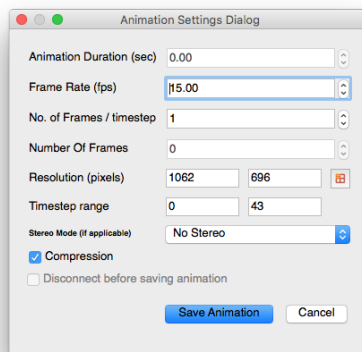 Animation Settings Dialog
Animation Duration (sec) 0.00
Frame Rate (fps) 15.00
No. of Frames / timestep 1
Number Of Frames 0
Resolution (pixels) 1062 696
Timestep range 0 43
Stereo Mode (if applicable) No Stereo
Compression
Disconnect before saving animation
Save Animation Cancel